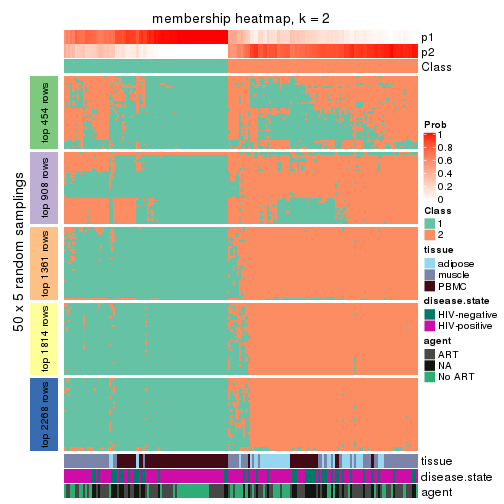 membership heatmap, k = 2
p1
p2
Class
50 x 5 random samplings
top 454 rows
top 908 rows
top 1361 rows
top 1814 rows
top 2268 rows
tissue
disease.state
agent
Prob
1
0.8
0.6
0.4
0.2
0
Class
1
2
tissue
adipose
muscle
PBMC
disease.state
HIV-negative
HIV-positive
agent
ART
NA
No ART